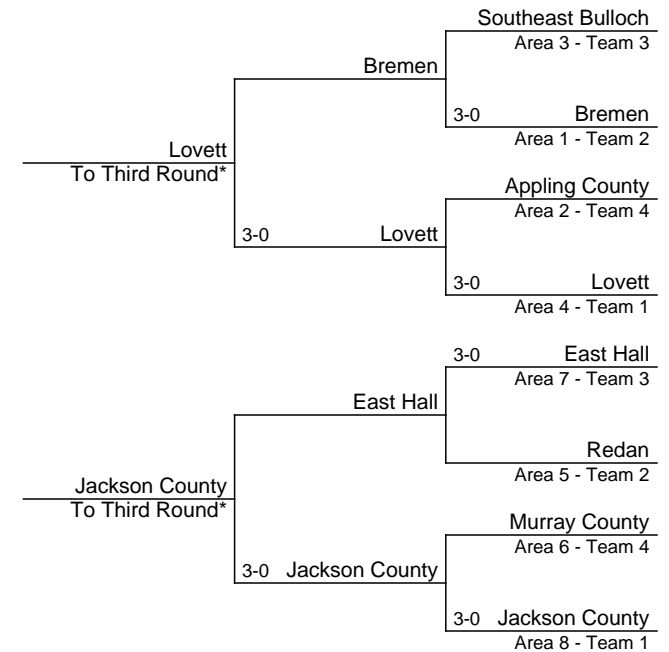 Southeast Bulloch
Area 3 - Team 3
Bremen
3-0 Bremen
Area 1 - Team 2
Lovett
To Third Round*
Appling County
Area 2 - Team 4
3-0 Lovett
3-0 Lovett
Area 4 - Team 1
3-0 East Hall
Area 7 - Team 3
East Hall
Redan
Area 5 - Team 2
Jackson County
To Third Round*
Murray County
Area 6 - Team 4
3-0 Jackson County
3-0 Jackson County
Area 8 - Team 1